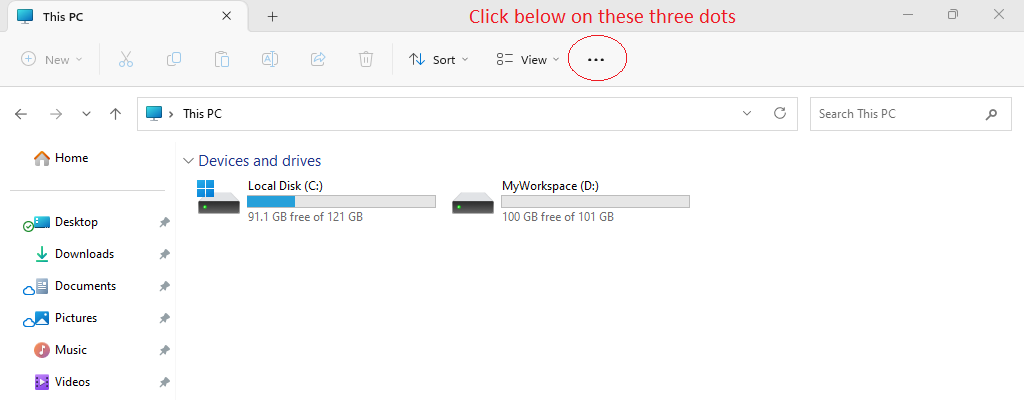 This PC
Click below on these three dots
New
Sort
View
...
This PC
Search This PC
Home
Devices and drives
Local Disk (C:)
91.1 GB free of 121 GB
MyWorkspace (D:)
100 GB free of 101 GB
Desktop
Downloads
Documents
Pictures
Music
Videos